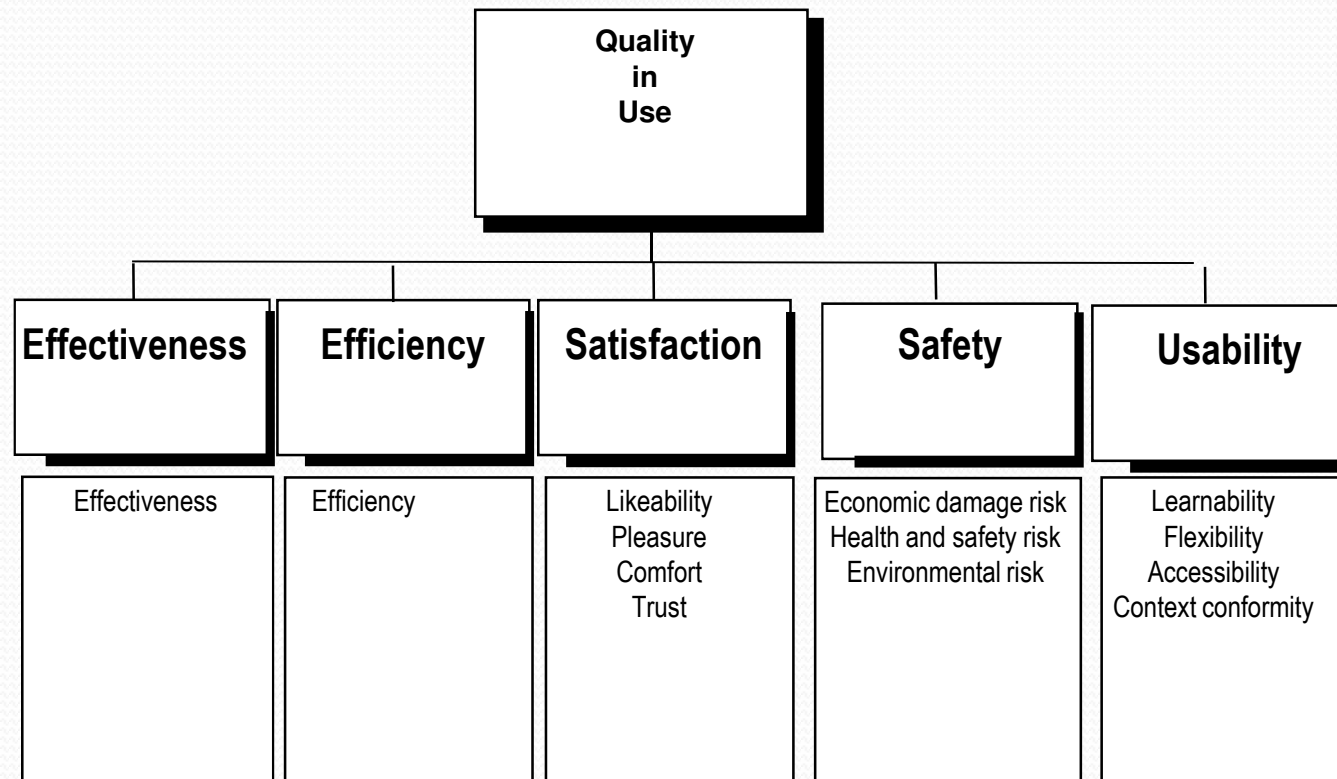 Quality
in
Use
Effectiveness
Efficiency
Satisfaction
Safety
Usability
Effectiveness
Efficiency
Likeability
Pleasure
Comfort
Trust
Economic damage risk
Health and safety risk
Environmental risk
Learnability
Flexibility
Accessibility
Context conformity